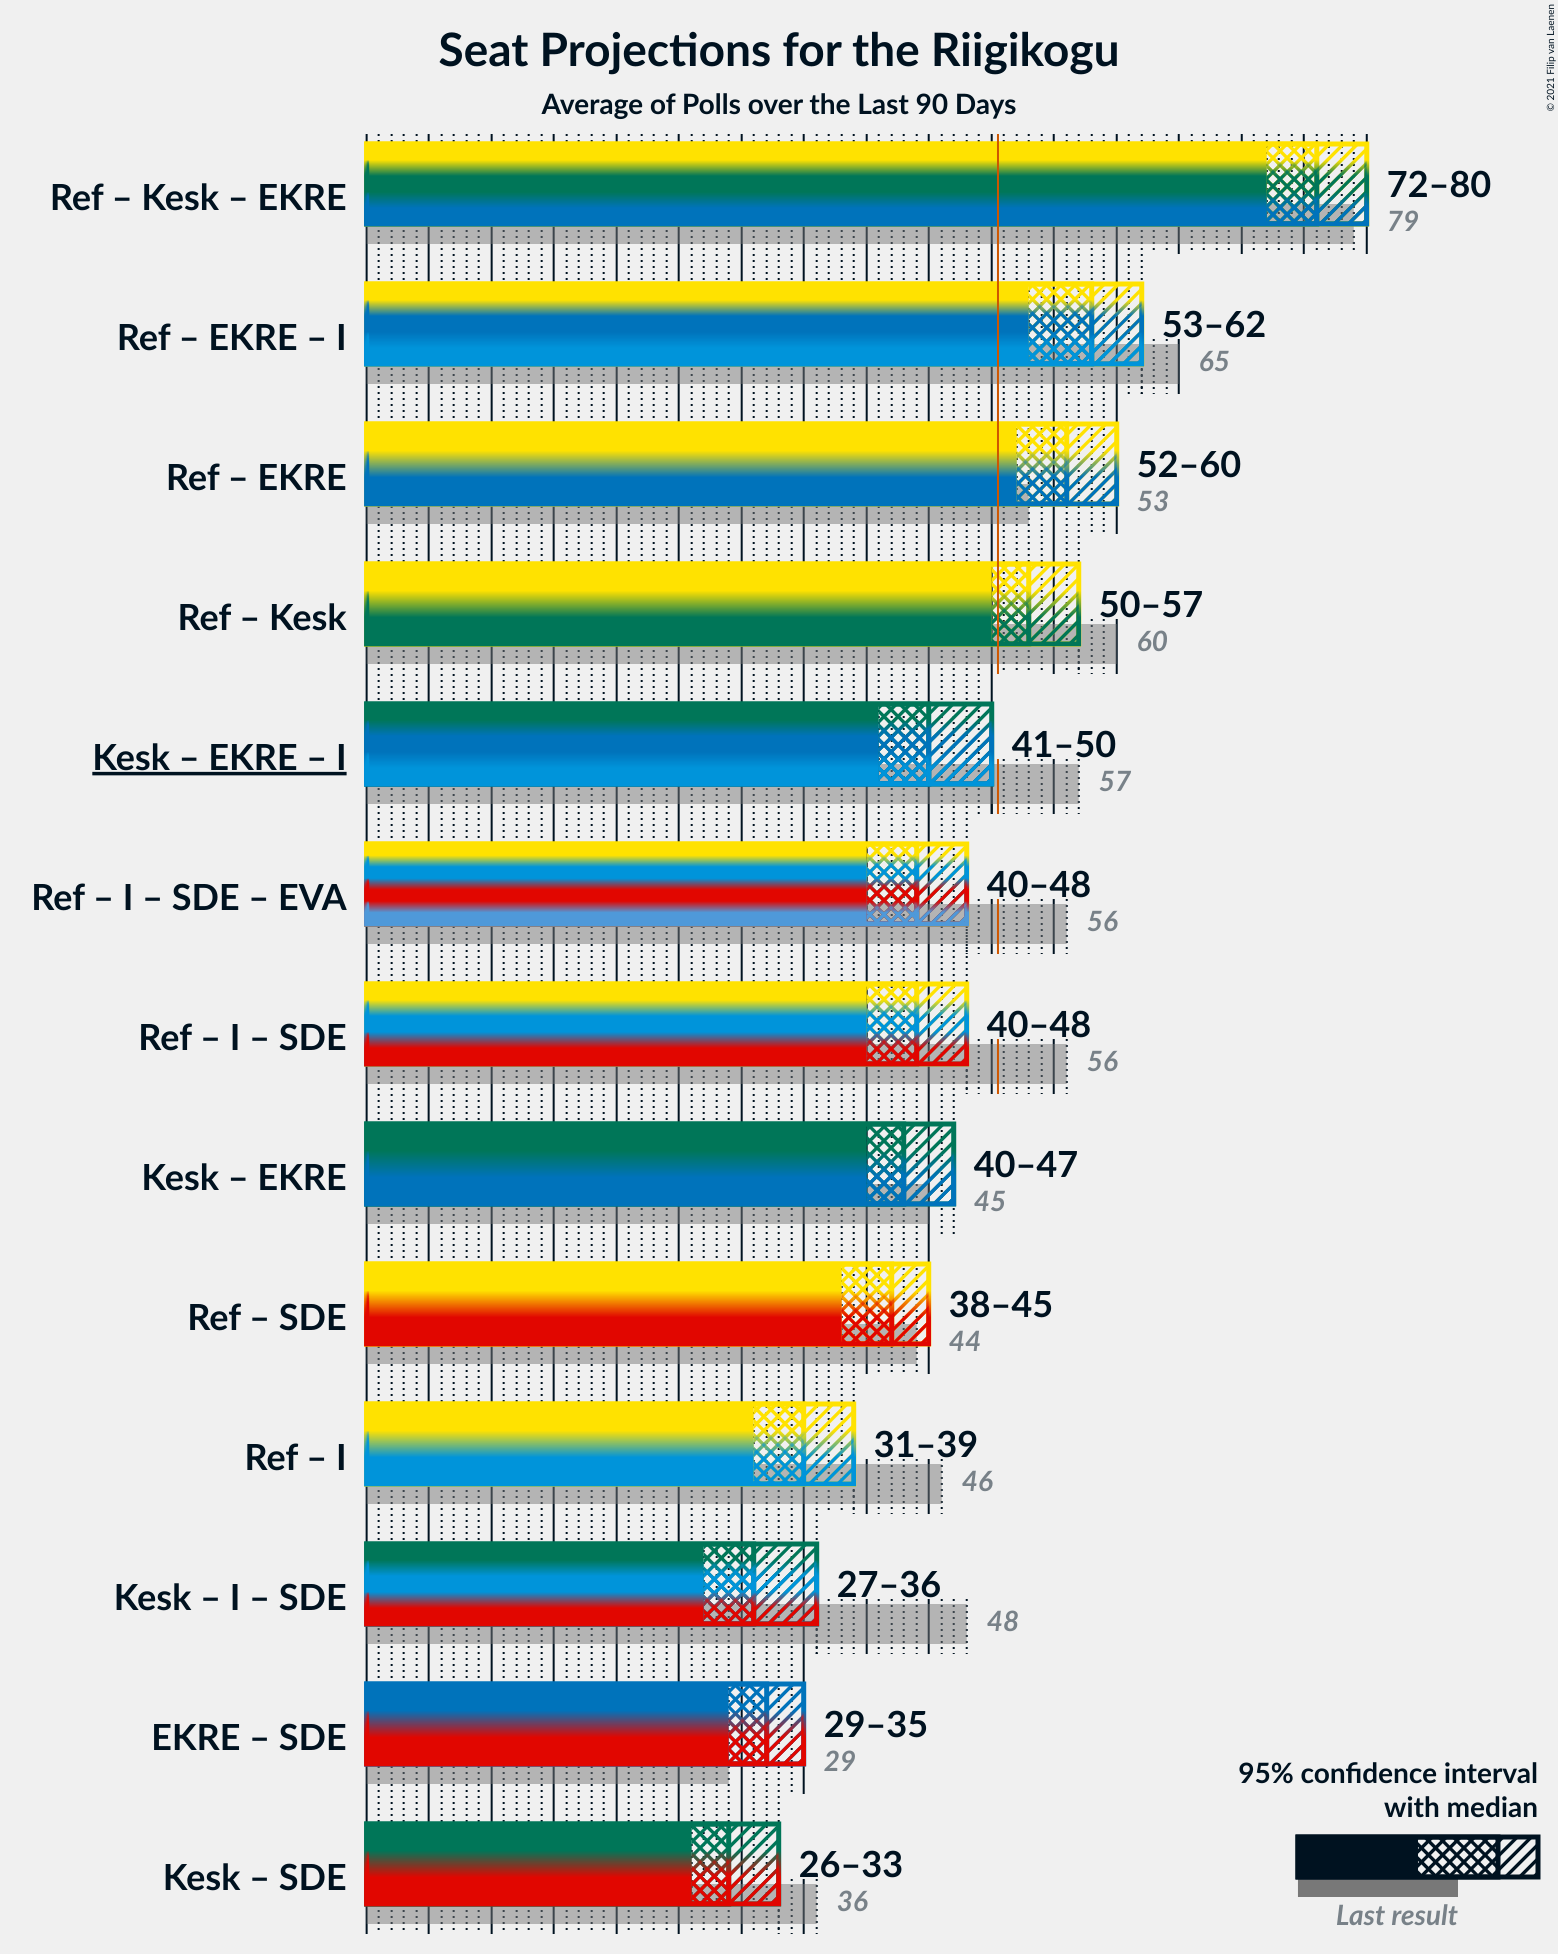 Seat Projections for the Riigikogu
Average of Polls over the Last 90 Days
© 2021 Filip van Laenen
Ref – Kesk – EKRE
72–80
79
Ref – EKRE – I
53–62
65
Ref – EKRE
52–60
53
Ref – Kesk
50–57
60
Kesk – EKRE – I
41–50
57
Ref – I – SDE – EVA
40–48
56
Ref – I – SDE
40–48
56
Kesk – EKRE
40–47
45
Ref – SDE
38–45
44
Ref – I
31–39
46
Kesk – I – SDE
27–36
48
EKRE – SDE
29–35
29
Kesk – SDE
26–33
36
95% confidence interval
with median
Last result